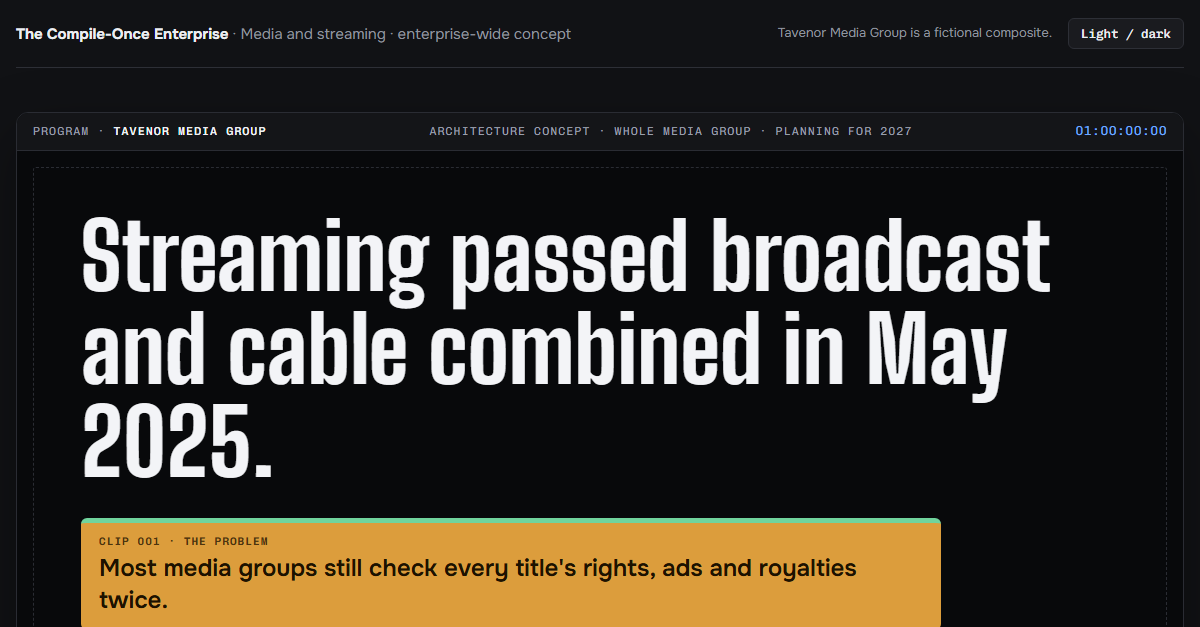 The Compile-Once Enterprise · Media and streaming · enterprise-wide concept
Tavenor Media Group is a fictional composite.
Light / dark
PROGRAM · TAVENOR MEDIA GROUP
ARCHITECTURE CONCEPT · WHOLE MEDIA GROUP · PLANNING FOR 2027
01:00:00:00
Streaming passed broadcast
and cable combined in May
2025.
CLIP 001 · THE PROBLEM
Most media groups still check every title's rights, ads and royalties
twice.